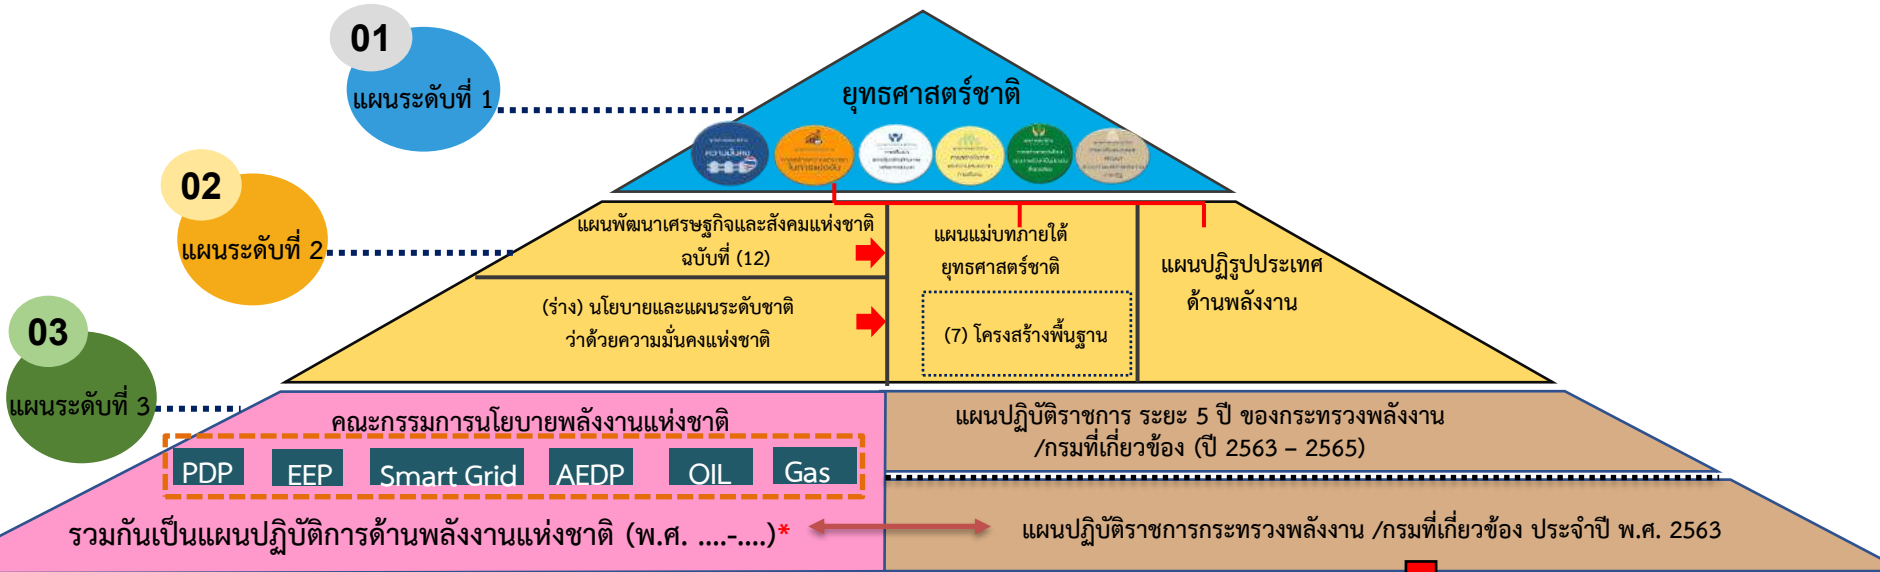 01
แผนระดับที่ 1
ยุทธศาสตร์ชาติ
ความมั่นคง
02
แผนระดับที่ 2
แผนพัฒนาเศรษฐกิจและสังคมแห่งชาติ
ฉบับที่ (12)
(ร่าง) นโยบายและแผนระดับชาติ
ว่าด้วยความมั่นคงแห่งชาติ
แผนแม่บทภายใต้
ยุทธศาสตร์ชาติ
(7) โครงสร้างพื้นฐาน
แผนปฏิรูปประเทศ
ด้านพลังงาน
03
แผนระดับที่ 3
คณะกรรมการนโยบายพลังงานแห่งชาติ
PDP EEP Smart Grid AEDP OIL Gas
รวมกันเป็นแผนปฏิบัติการด้านพลังงานแห่งชาติ (พ.ศ. ....-....)*
แผนปฏิบัติราชการ ระยะ 5 ปี ของกระทรวงพลังงาน
/กรมที่เกี่ยวข้อง (ปี 2563 – 2565)
แผนปฏิบัติราชการกระทรวงพลังงาน /กรมที่เกี่ยวข้อง ประจำปี พ.ศ. 2563